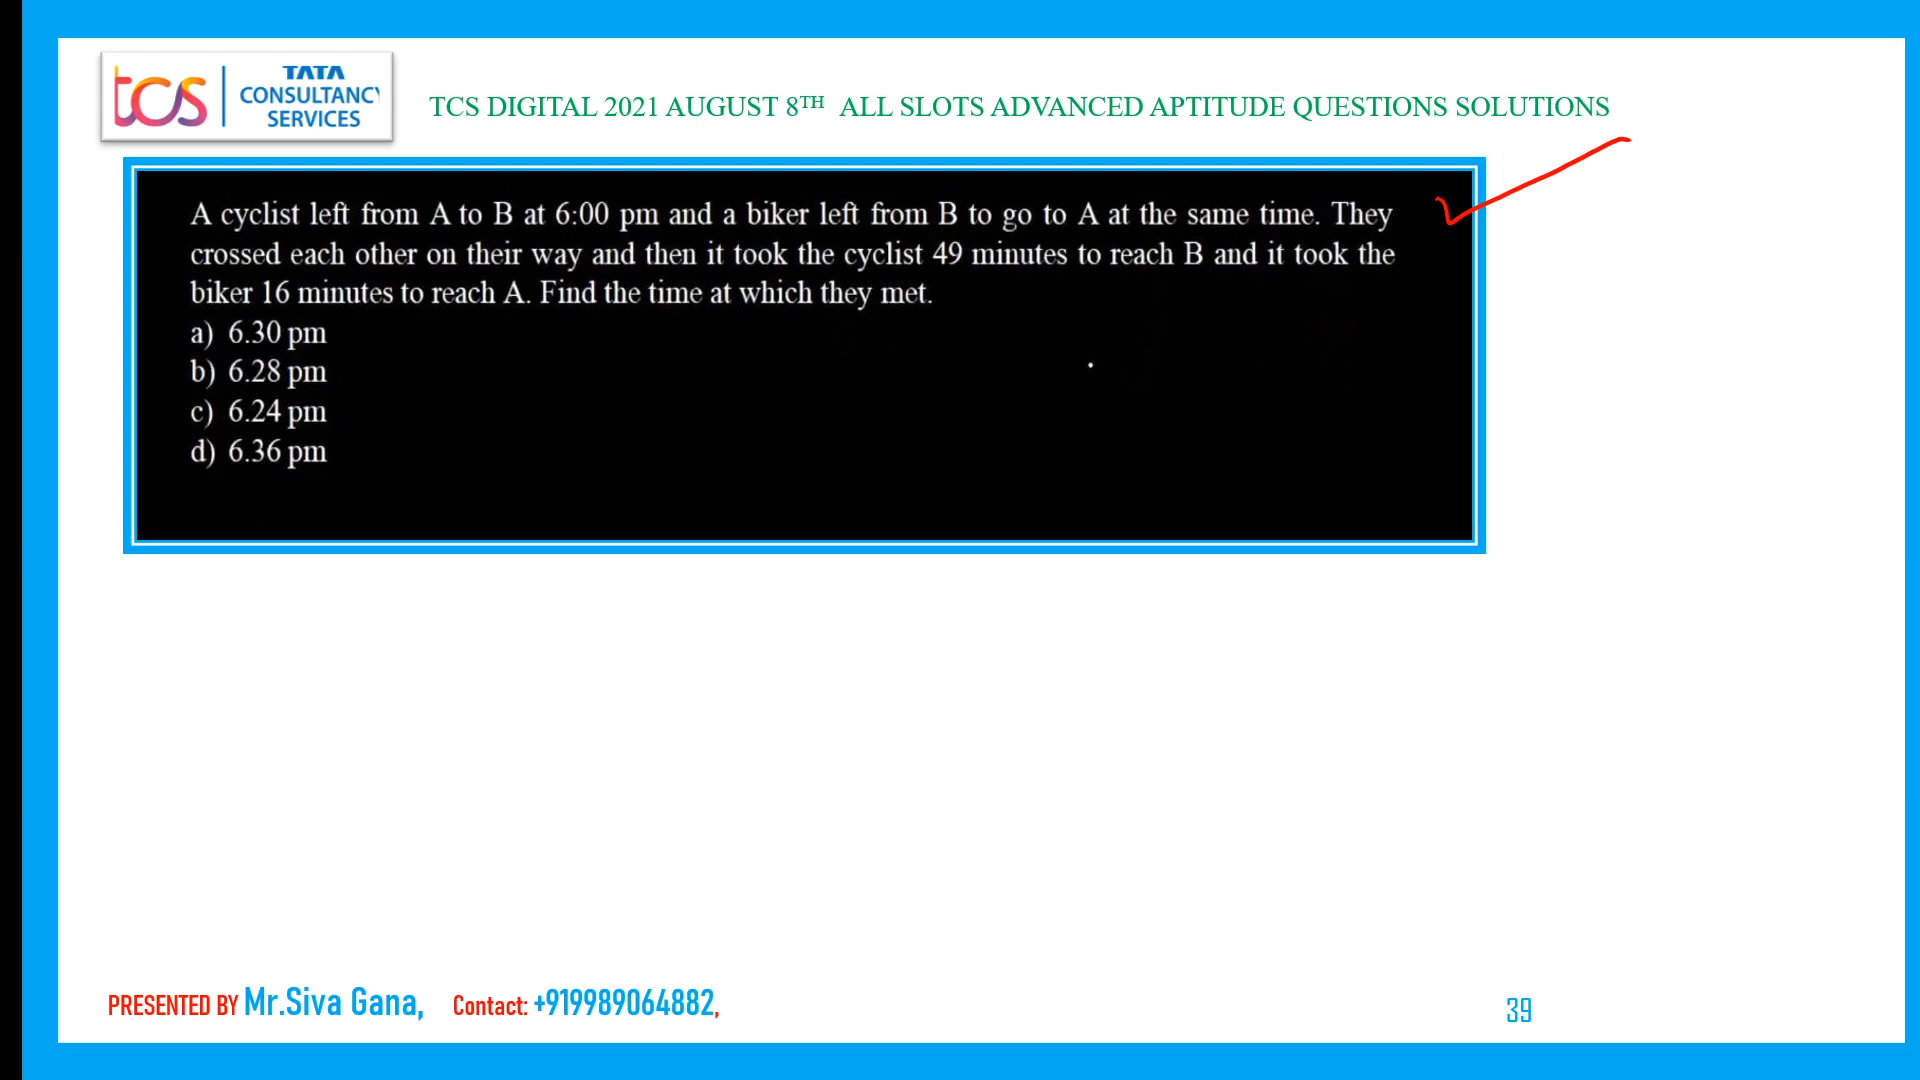 tcs
TATA
CONSULTANCY
SERVICES
TCS DIGITAL 2021 AUGUST 8TH ALL SLOTS ADVANCED APTITUDE QUESTIONS SOLUTIONS
A cyclist left from A to B at 6:00 pm and a biker left from B to go to A at the same time. They
crossed each other on their way and then it took the cyclist 49 minutes to reach B and it took the
biker 16 minutes to reach A. Find the time at which they met.
a) 6.30 pm
b) 6.28 pm
c) 6.24 pm
d) 6.36 pm
PRESENTED BY Mr.Siva Gana, Contact: +919989064882,
39